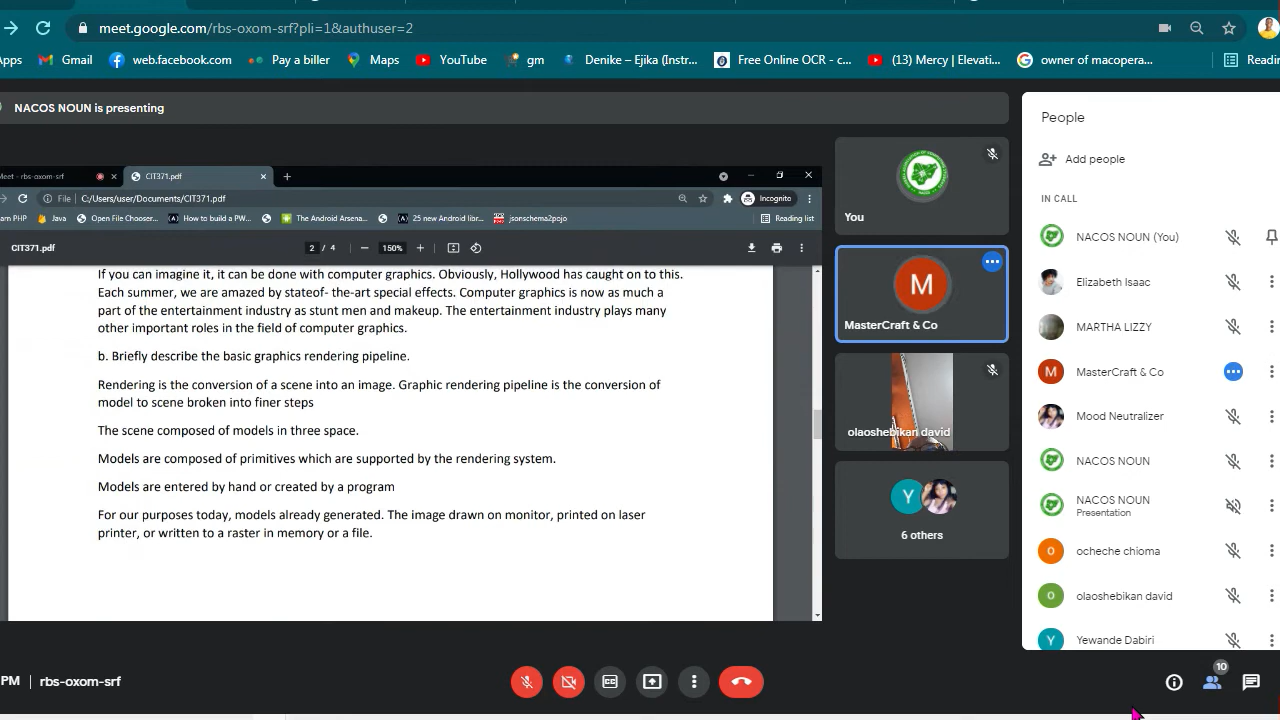 meet.google.com/rbs-oxom-srf?pli=1&authuser=2
Apps
Gmail
web.facebook.com
Pay a biller
Maps
YouTube
gm
Denike – Ejika (Instr...
Free Online OCR - c...
(13) Mercy | Elevati...
owner of macopera...
Readin
NACOS NOUN is presenting
Meet - rbs-oxom-srf
CIT371.pdf
File
C:/Users/user/Documents/CIT371.pdf
Incognito
arn PHP
Java
Open File Chooser...
How to build a PW...
The Android Arsena...
25 new Android librar...
jsonschema2pojo
Reading list
CIT371.pdf
2 / 4
150%
If you can imagine it, it can be done with computer graphics. Obviously, Hollywood has caught on to this.
Each summer, we are amazed by stateof- the-art special effects. Computer graphics is now as much a
part of the entertainment industry as stunt men and makeup. The entertainment industry plays many
other important roles in the field of computer graphics.
b. Briefly describe the basic graphics rendering pipeline.
Rendering is the conversion of a scene into an image. Graphic rendering pipeline is the conversion of
model to scene broken into finer steps
The scene composed of models in three space.
Models are composed of primitives which are supported by the rendering system.
Models are entered by hand or created by a program
For our purposes today, models already generated. The image drawn on monitor, printed on laser
printer, or written to a raster in memory or a file.
You
M
MasterCraft & Co
olaoshebikan david
Y
6 others
People
Add people
IN CALL
NACOS NOUN (You)
Elizabeth Isaac
MARTHA LIZZY
M
MasterCraft & Co
Mood Neutralizer
NACOS NOUN
NACOS NOUN
Presentation
o
ocheche chioma
o
olaoshebikan david
Y
Yewande Dabiri
PM | rbs-oxom-srf
10